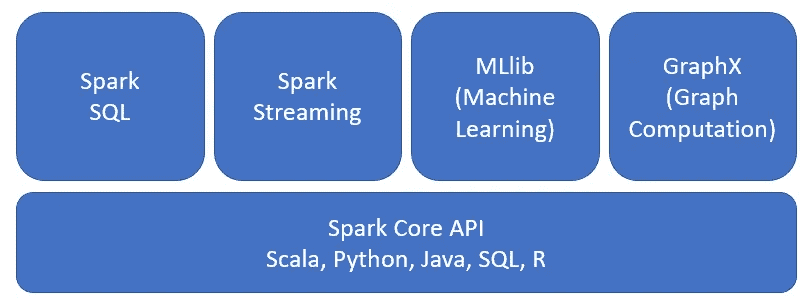 Spark
SQL
Spark
Streaming
MLlib
(Machine
Learning)
GraphX
(Graph
Computation)
Spark Core API
Scala, Python, Java, SQL, R